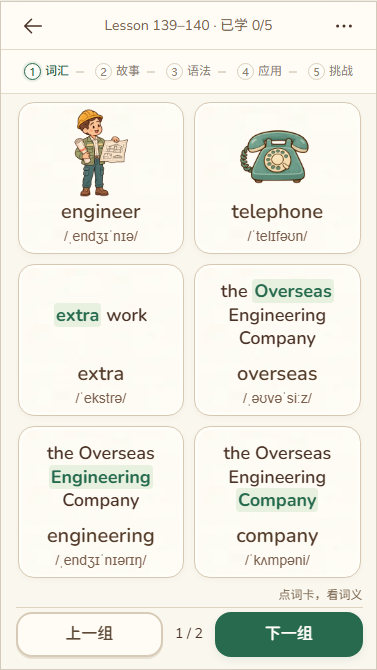 Lesson 139–140 · 已学 0/5
1 词汇 – 2 故事 – 3 语法 – 4 应用 – 5 挑战
engineer
/ˌendʒɪˈnɪə/
telephone
/ˈtelɪfəʊn/
extra work
extra
/ˈekstrə/
the Overseas
Engineering
Company
overseas
/ˌəʊvəˈsiːz/
the Overseas
Engineering
Company
engineering
/ˌendʒɪˈnɪərɪŋ/
the Overseas
Engineering
Company
company
/ˈkʌmpəni/
点词卡，看词义
上一组
1 / 2
下一组